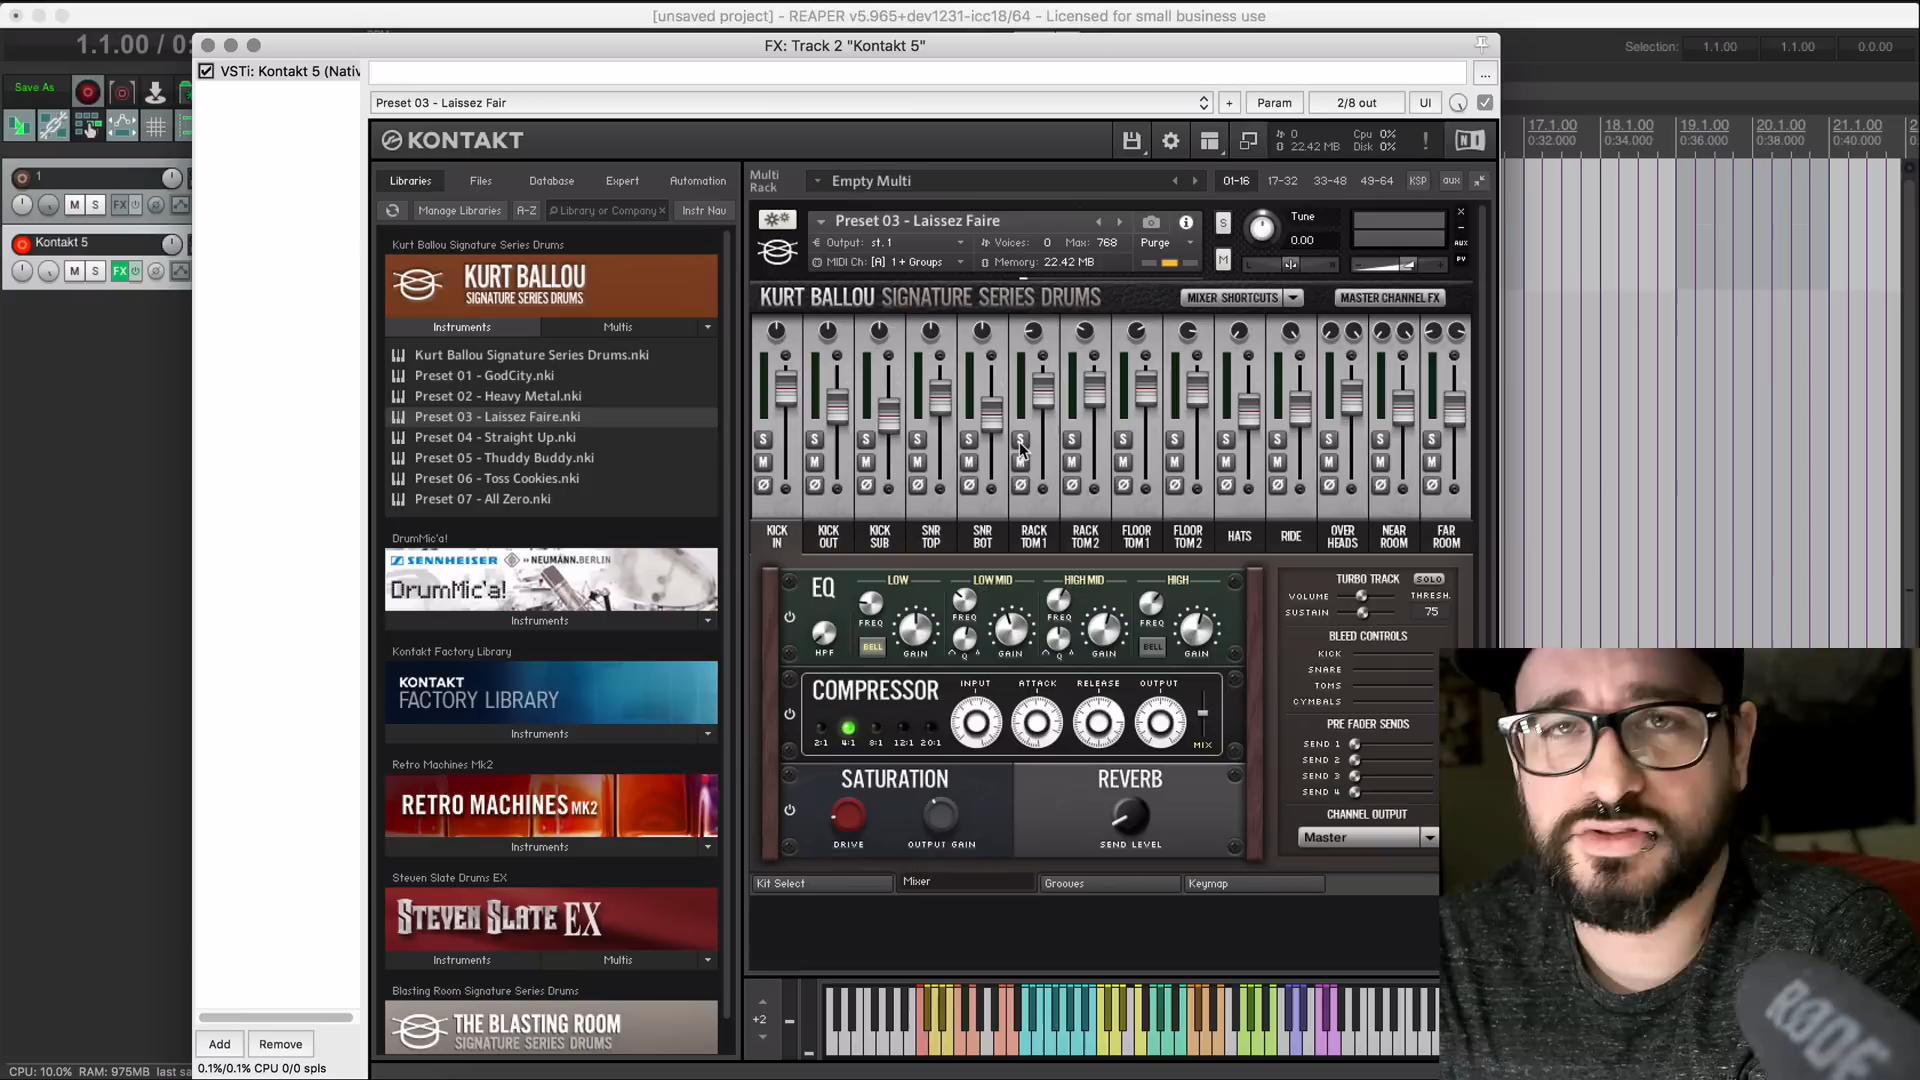 [unsaved project] - REAPER v5.965+dev1231-icc18/64 - Licensed for small business use
1.1.00 / 0:
FX: Track 2 "Kontakt 5"
Selection: 1.1.00 1.1.00 0.0.00
Save As
VSTi: Kontakt 5 (Nativ
...
Preset 03 - Laissez Fair
+ Param 2/8 out UI
17.1.00 18.1.00 19.1.00 20.1.00 21.1.00
0:32.000 0:34.000 0:36.000 0:38.000 0:40.000
KONTAKT
0 Cpu 0%
22.42 MB Disk 0%
1
M S FX
Kontakt 5
M S FX
Libraries Files Database Expert Automation
Manage Libraries A-Z Library or Company Instr Nav
Multi Rack
Empty Multi
01-16 17-32 33-48 49-64 KSP aux
Preset 03 - Laissez Faire
Output: st.1 Voices: 0 Max: 768 Purge
MIDI Ch: [A] 1 + Groups Memory: 22.42 MB
S M
Tune
0.00
L R
AUX
PV
Kurt Ballou Signature Series Drums
KURT BALLOU
SIGNATURE SERIES DRUMS
Instruments Multis
Kurt Ballou Signature Series Drums.nki
Preset 01 - GodCity.nki
Preset 02 - Heavy Metal.nki
Preset 03 - Laissez Faire.nki
Preset 04 - Straight Up.nki
Preset 05 - Thuddy Buddy.nki
Preset 06 - Toss Cookies.nki
Preset 07 - All Zero.nki
DrumMic'a!
SENNHEISER NEUMANN.BERLIN
DrumMic'a!
Instruments
Kontakt Factory Library
KONTAKT
FACTORY LIBRARY
Instruments
Retro Machines Mk2
RETRO MACHINES MK2
Instruments
Steven Slate Drums EX
STEVEN SLATE EX
Instruments Multis
Blasting Room Signature Series Drums
THE BLASTING ROOM
SIGNATURE SERIES DRUMS
KURT BALLOU SIGNATURE SERIES DRUMS
MIXER SHORTCUTS MASTER CHANNEL FX
S S S S S S S S S S S S S S
M M M M M M M M M M M M M M
Ø Ø Ø Ø Ø Ø Ø Ø Ø Ø Ø Ø Ø Ø
KICK IN
KICK OUT
KICK SUB
SNR TOP
SNR BOT
RACK TOM 1
RACK TOM 2
FLOOR TOM 1
FLOOR TOM 2
HATS
RIDE
OVER HEADS
NEAR ROOM
FAR ROOM
EQ
LOW LOW MID HIGH MID HIGH
FREQ FREQ FREQ FREQ
HPF BELL GAIN Q GAIN Q GAIN BELL GAIN
COMPRESSOR
INPUT ATTACK RELEASE OUTPUT
2:1 4:1 8:1 12:1 20:1
MIX
SATURATION
DRIVE OUTPUT GAIN
REVERB
SEND LEVEL
TURBO TRACK SOLO
VOLUME THRESH.
SUSTAIN 75
BLEED CONTROLS
KICK
SNARE
TOMS
CYMBALS
PRE FADER SENDS
SEND 1
SEND 2
SEND 3
SEND 4
CHANNEL OUTPUT
Master
Kit Select Mixer Grooves Keymap
+2
RØDE
Add Remove
0.1%/0.1% CPU 0/0 spls
CPU: 10.0% RAM: 975MB last sa